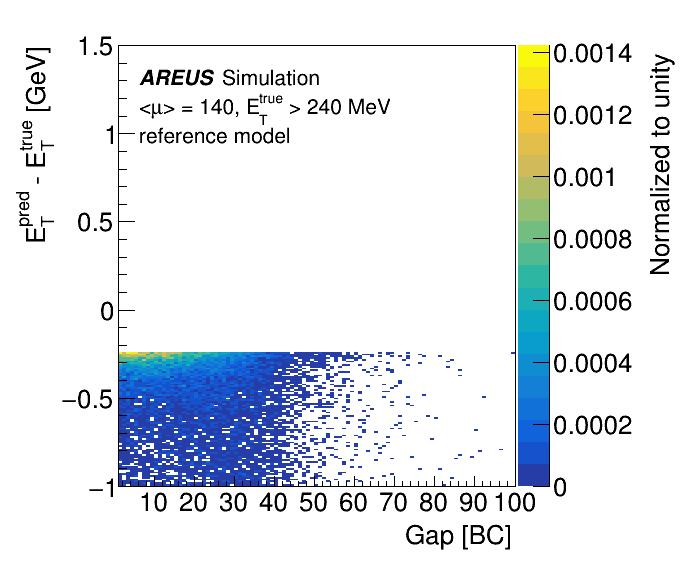 AREUS Simulation
<μ> = 140, E_T^true > 240 MeV
reference model
E_T^pred - E_T^true [GeV]
1.5
1
0.5
0
−0.5
−1
10 20 30 40 50 60 70 80 90 100
Gap [BC]
0.0014
0.0012
0.001
0.0008
0.0006
0.0004
0.0002
0
Normalized to unity